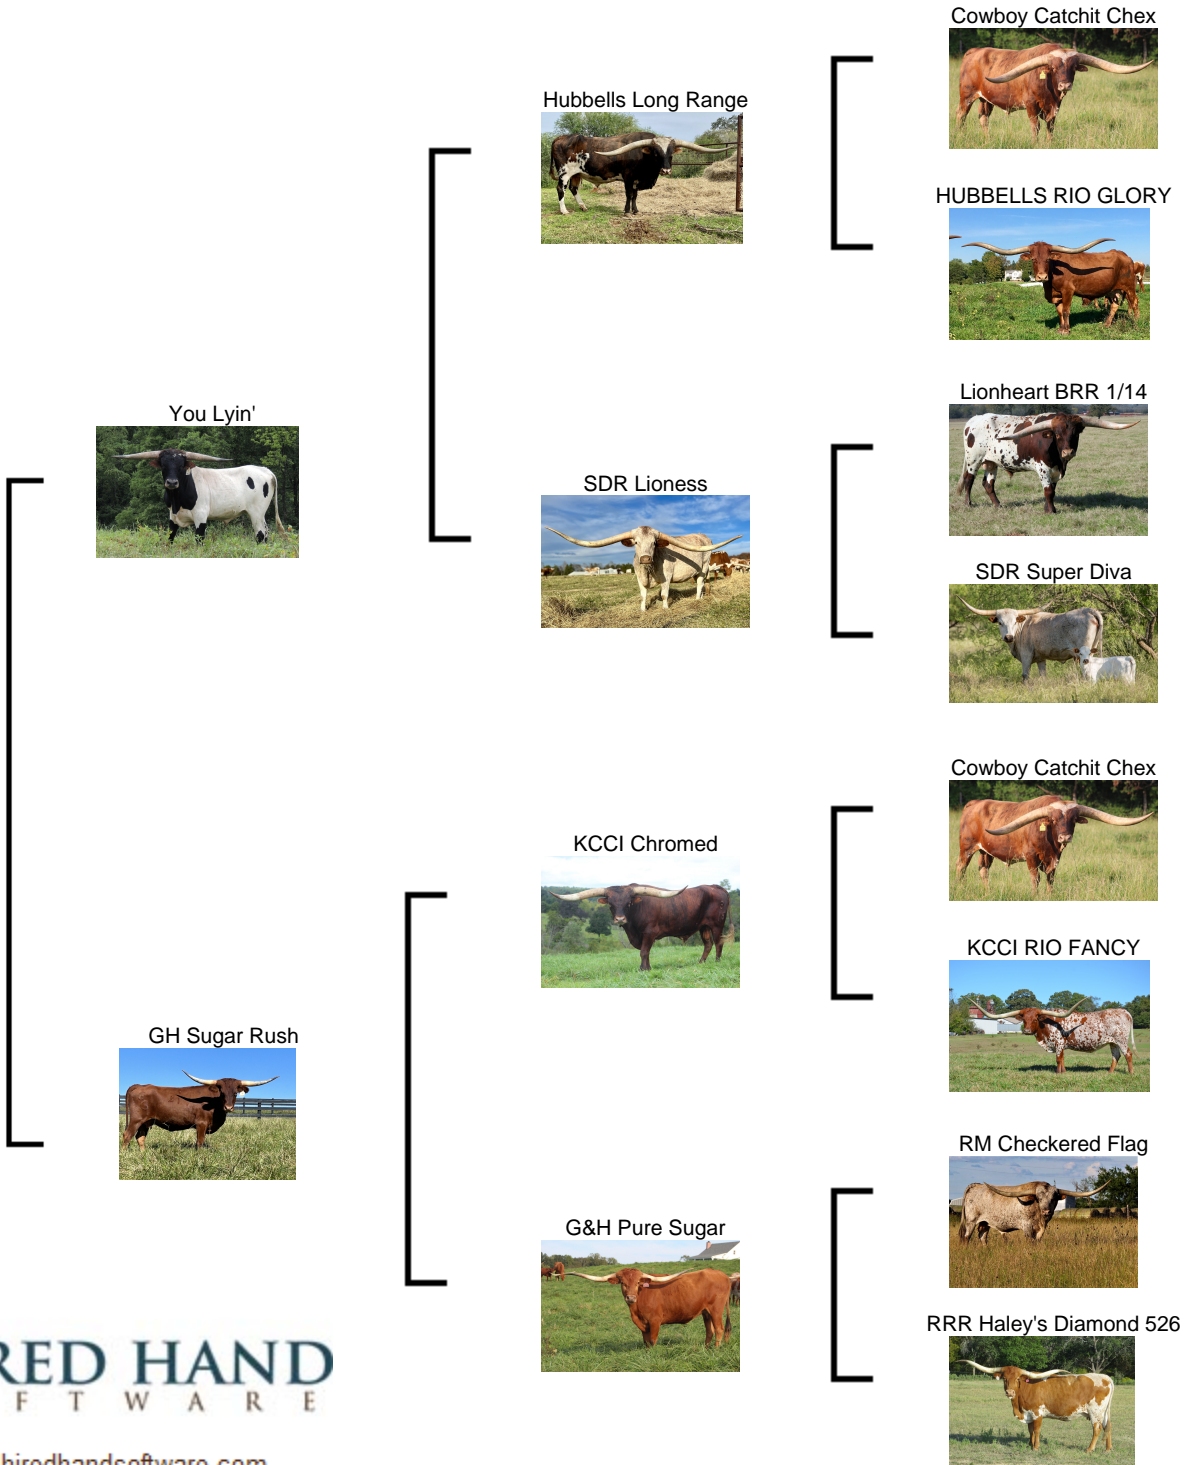 Cowboy Catchit Chex
Hubbells Long Range
HUBBELLS RIO GLORY
You Lyin'
Lionheart BRR 1/14
SDR Lioness
SDR Super Diva
Cowboy Catchit Chex
KCCI Chromed
KCCI RIO FANCY
GH Sugar Rush
RM Checkered Flag
G&H Pure Sugar
RRR Haley's Diamond 526
RED HAND
F T W A R E
hiredhandsoftware.com